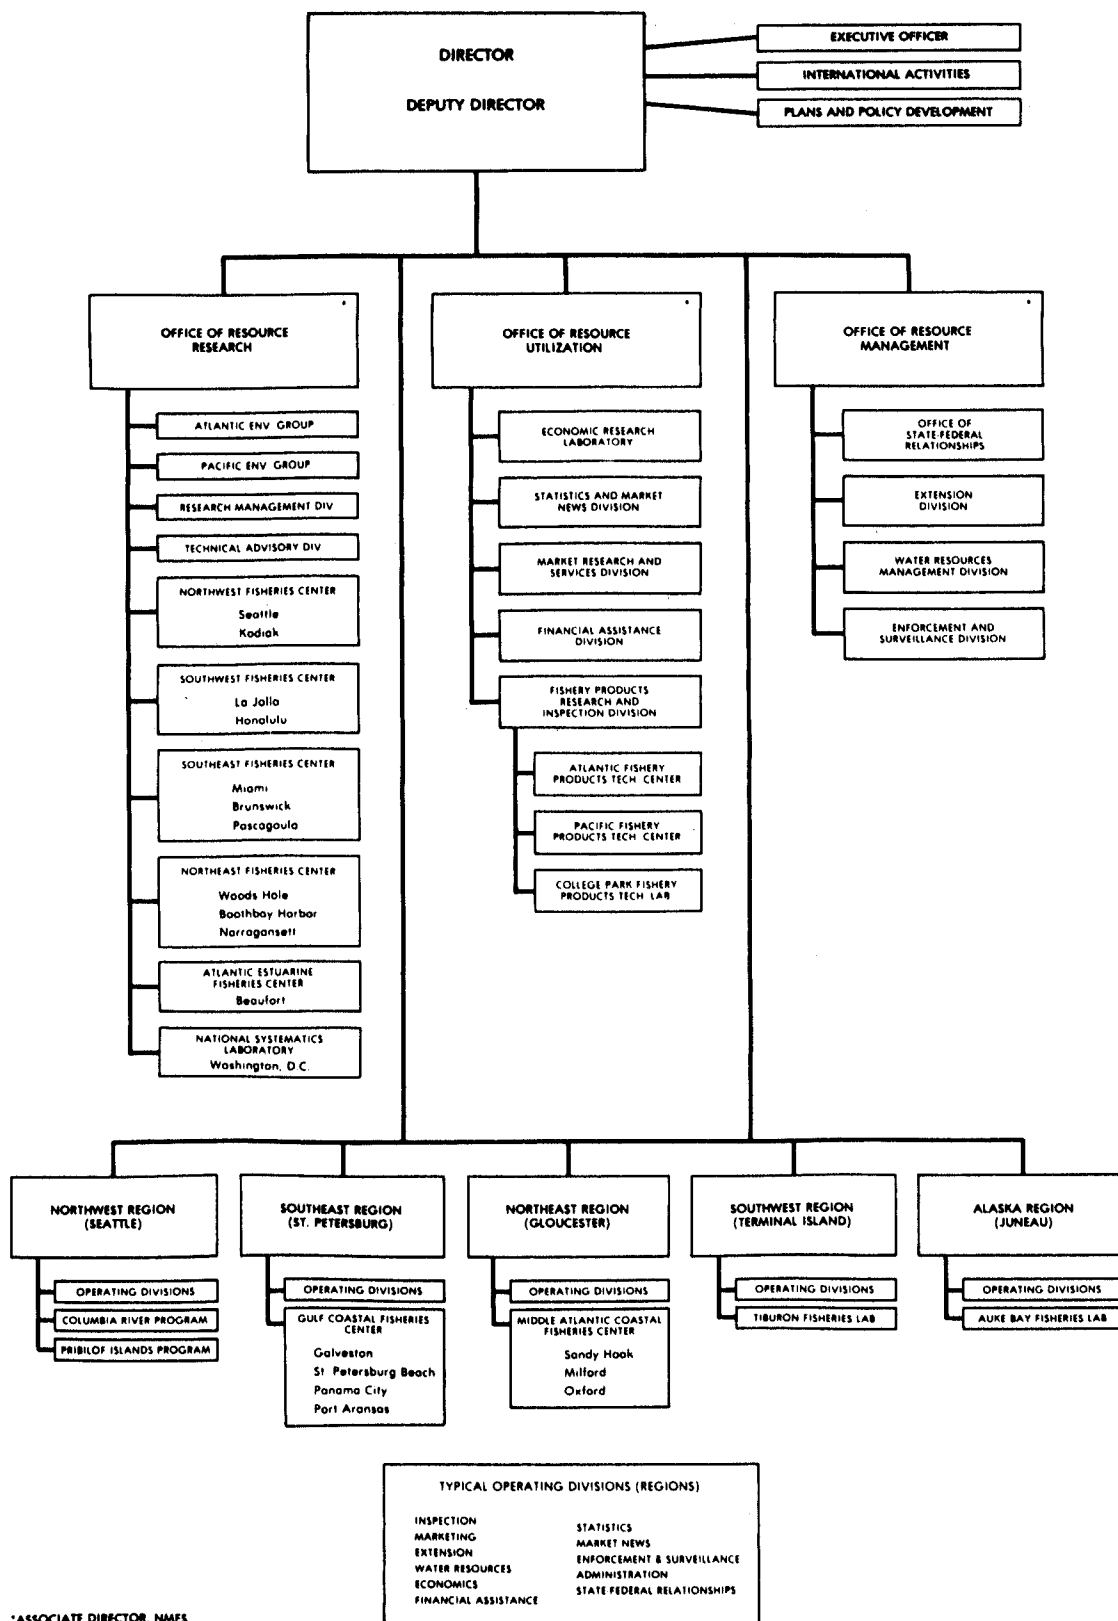 DIRECTOR
DEPUTY DIRECTOR
EXECUTIVE OFFICER
INTERNATIONAL ACTIVITIES
PLANS AND POLICY DEVELOPMENT
OFFICE OF RESOURCE
RESEARCH
*
ATLANTIC ENV GROUP
PACIFIC ENV GROUP
RESEARCH MANAGEMENT DIV
TECHNICAL ADVISORY DIV
NORTHWEST FISHERIES CENTER
Seattle
Kodiak
SOUTHWEST FISHERIES CENTER
La Jolla
Honolulu
SOUTHEAST FISHERIES CENTER
Miami
Brunswick
Pascagoula
NORTHEAST FISHERIES CENTER
Woods Hole
Boothbay Harbor
Narragansett
ATLANTIC ESTUARINE
FISHERIES CENTER
Beaufort
NATIONAL SYSTEMATICS
LABORATORY
Washington, D.C.
OFFICE OF RESOURCE
UTILIZATION
*
ECONOMIC RESEARCH
LABORATORY
STATISTICS AND MARKET
NEWS DIVISION
MARKET RESEARCH AND
SERVICES DIVISION
FINANCIAL ASSISTANCE
DIVISION
FISHERY PRODUCTS
RESEARCH AND
INSPECTION DIVISION
ATLANTIC FISHERY
PRODUCTS TECH CENTER
PACIFIC FISHERY
PRODUCTS TECH CENTER
COLLEGE PARK FISHERY
PRODUCTS TECH LAB
OFFICE OF RESOURCE
MANAGEMENT
*
OFFICE OF
STATE-FEDERAL
RELATIONSHIPS
EXTENSION
DIVISION
WATER RESOURCES
MANAGEMENT DIVISION
ENFORCEMENT AND
SURVEILLANCE DIVISION
NORTHWEST REGION
(SEATTLE)
OPERATING DIVISIONS
COLUMBIA RIVER PROGRAM
PRIBILOF ISLANDS PROGRAM
SOUTHEAST REGION
(ST. PETERSBURG)
OPERATING DIVISIONS
GULF COASTAL FISHERIES
CENTER
Galveston
St Petersburg Beach
Panama City
Port Aransas
NORTHEAST REGION
(GLOUCESTER)
OPERATING DIVISIONS
MIDDLE ATLANTIC COASTAL
FISHERIES CENTER
Sandy Hook
Milford
Oxford
SOUTHWEST REGION
(TERMINAL ISLAND)
OPERATING DIVISIONS
TIBURON FISHERIES LAB
ALASKA REGION
(JUNEAU)
OPERATING DIVISIONS
AUKE BAY FISHERIES LAB
TYPICAL OPERATING DIVISIONS (REGIONS)
INSPECTION
MARKETING
EXTENSION
WATER RESOURCES
ECONOMICS
FINANCIAL ASSISTANCE
STATISTICS
MARKET NEWS
ENFORCEMENT & SURVEILLANCE
ADMINISTRATION
STATE-FEDERAL RELATIONSHIPS
*ASSOCIATE DIRECTOR, NMFS